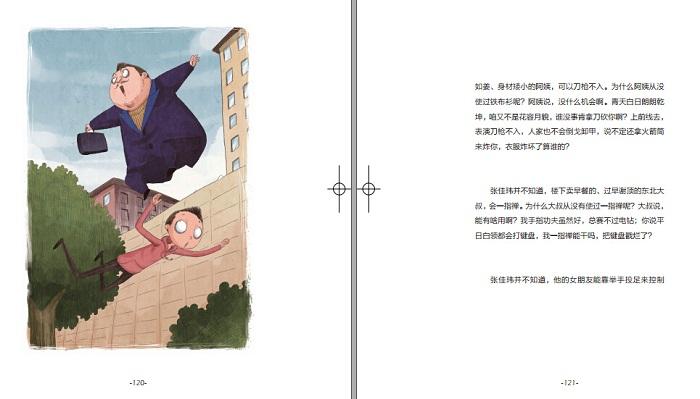 -120-
如姜、身材矮小的阿姨，可以刀枪不入。为什么阿姨从没
使过铁布衫呢？阿姨说，没什么机会啊。青天白日朗朗乾
坤，咱又不是花容月貌，谁没事肯拿刀砍你啊？上前线去，
表演刀枪不入，人家也不会倒戈卸甲，说不定还拿火箭筒
来炸你，衣服炸坏了算谁的？
张佳玮并不知道，楼下卖早餐的、过早谢顶的东北大
叔，会一指禅。为什么大叔从没有使过一指禅呢？大叔说，
能有啥用啊？我手指功夫虽然好，总赛不过电钻；你说平
日白领都会打键盘，我一指禅能干吗，把键盘戳烂了？
张佳玮并不知道，他的女朋友能靠举手投足来控制
-121-